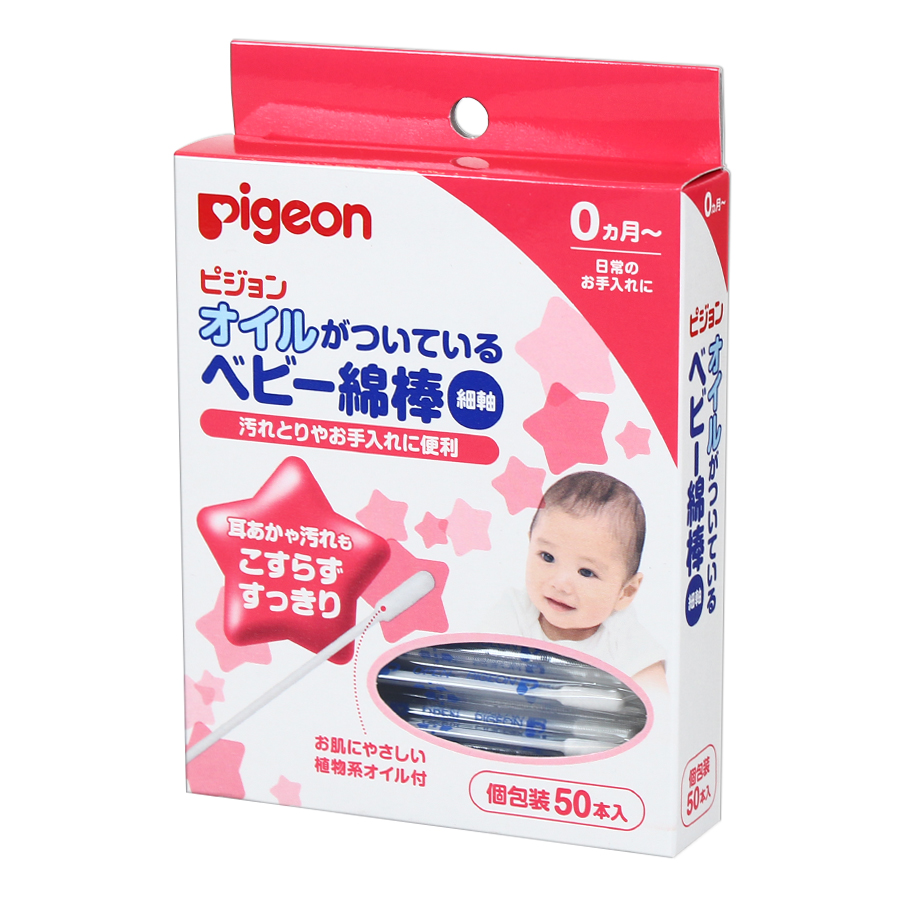 Pigeon
0ヵ月～
日常の
お手入れに
ピジョン
オイルがついている
ベビー綿棒 細軸
汚れとりやお手入れに便利
耳あかや汚れも
こすらず
すっきり
お肌にやさしい
植物系オイル付
OPEN PIGEON
個包装50本入
0ヵ月～
ピジョン
オイルがついている
ベビー綿棒 細軸
個包装
50本入